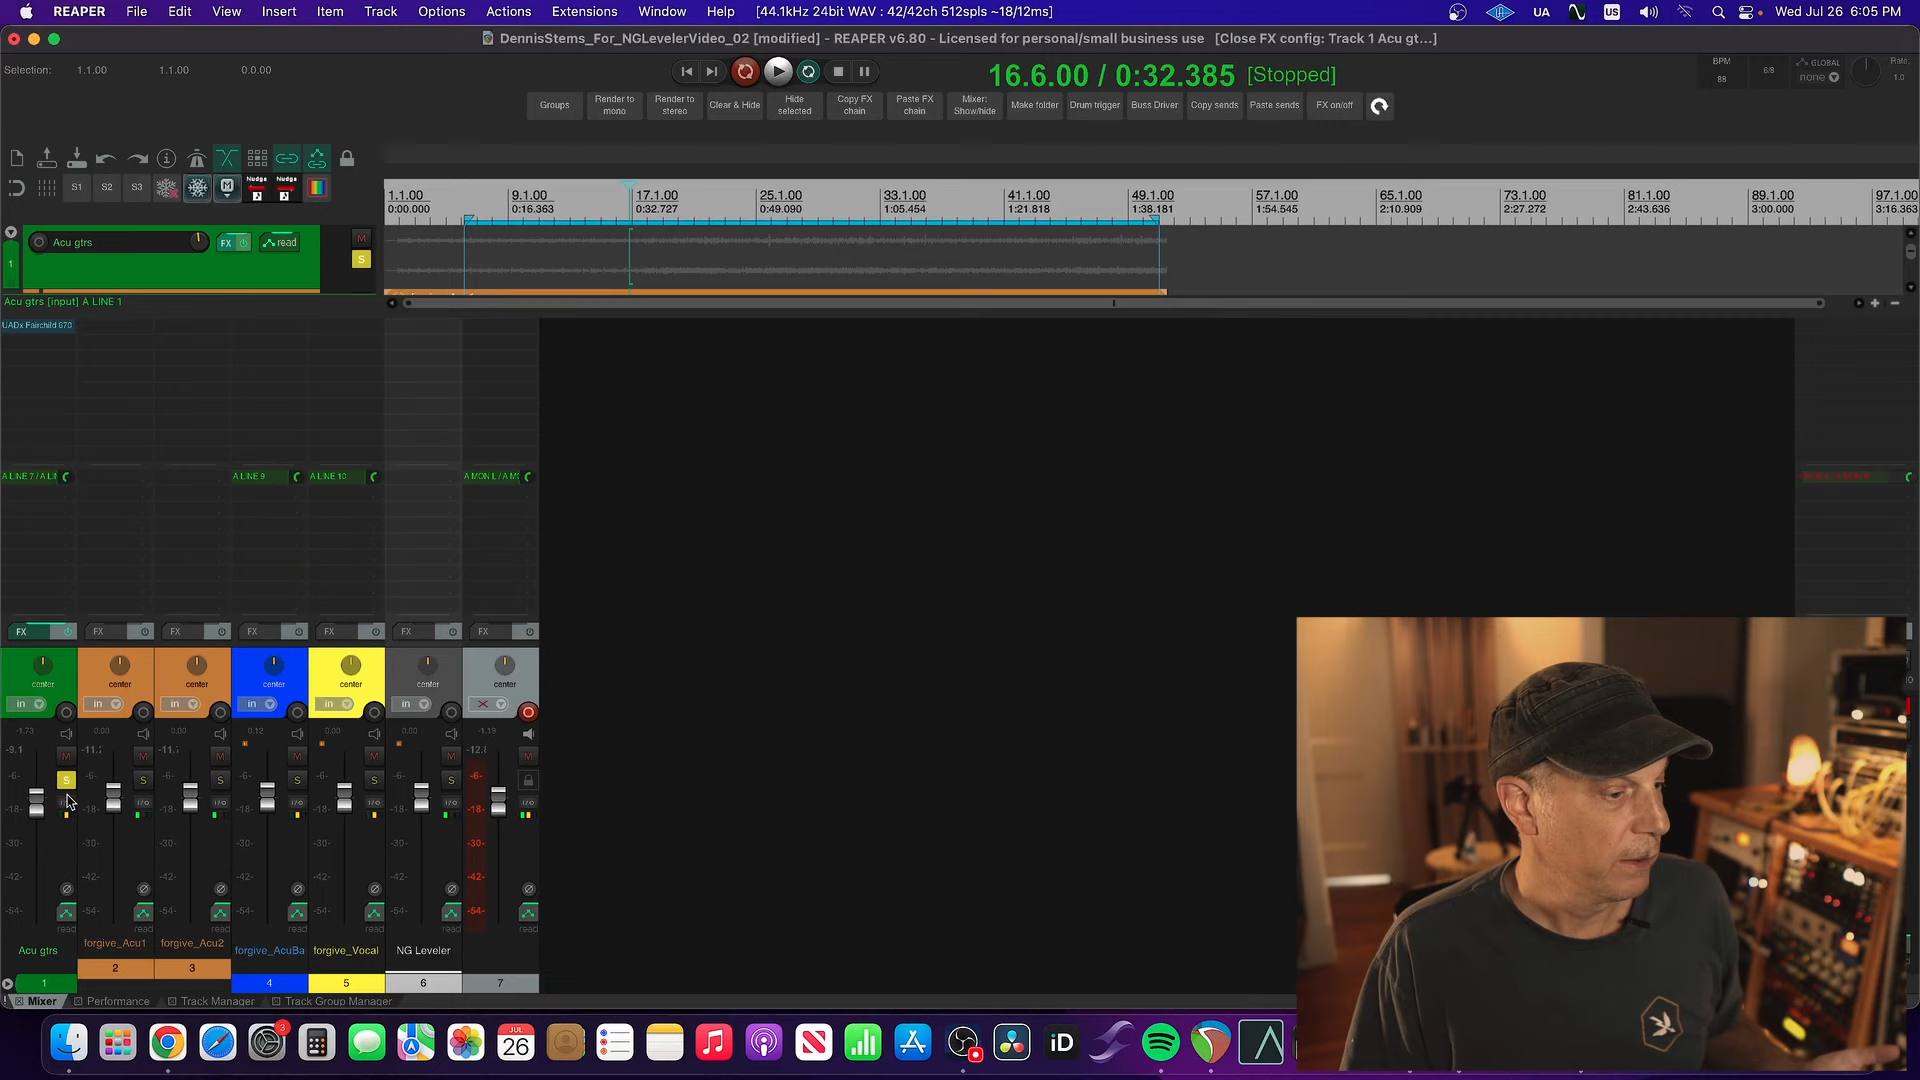 REAPER File Edit View Insert Item Track Options Actions Extensions Window Help [44.1kHz 24bit WAV : 42/42ch 512spls ~18/12ms] UA US Wed Jul 26 6:05 PM
DennisStems_For_NGLevelerVideo_02 [modified] - REAPER v6.80 - Licensed for personal/small business use [Close FX config: Track 1 Acu gt...]
Selection: 1.1.00 1.1.00 0:0.00
16.6.00 / 0:32.385 [Stopped]
BPM 88 6/8 GLOBAL none Rate: 1.0
Groups Render to mono Render to stereo Clear & Hide Hide selected Copy FX chain Paste FX chain Mixer: Show/hide Make folder Drum trigger Buss Driver Copy sends Paste sends FX on/off
S1 S2 S3 M Nudge Nudge
1.1.00 9.1.00 17.1.00 25.1.00 33.1.00 41.1.00 49.1.00 57.1.00 65.1.00 73.1.00 81.1.00 89.1.00 97.1.00
0:00.000 0:16.363 0:32.727 0:49.090 1:05.454 1:21.818 1:38.181 1:54.545 2:10.909 2:27.272 2:43.636 3:00.000 3:16.363
Acu gtrs FX read M
1 S
Acu gtrs [input] A LINE 1
UADx Fairchild 670
A LINE 7 / A LI A LINE 9 A LINE 10 A MON L / A M
FX FX FX FX FX FX FX
center center center center center center center
in in in in in in
-1.73 0.00 0.00 0.12 0.00 0.00 -1.19
-9.1 M -11. M -11. M M M M -12. M
-6- S -6- S -6- S -6- S -6- S -6- S -6-
-18- -18- I/O -18- I/O -18- I/O -18- I/O -18- I/O -18- I/O
-30- -30- -30- -30- -30- -30- -30-
-42- -42- -42- -42- -42- -42- -42-
-54- -54- -54- -54- -54- -54- -54-
read read read read read read read
Acu gtrs forgive_Acu1 forgive_Acu2 forgive_AcuBa forgive_Vocal NG Leveler
1 2 3 4 5 6 7
Mixer Performance Track Manager Track Group Manager
3 JUL 26 iD